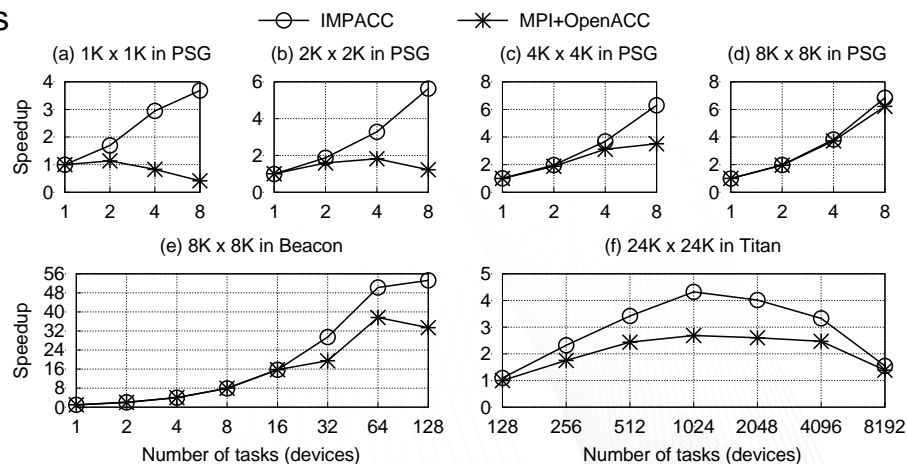 s
IMPACC MPI+OpenACC
(a) 1K x 1K in PSG (b) 2K x 2K in PSG (c) 4K x 4K in PSG (d) 8K x 8K in PSG
Speedup
4
3
2
1
0
1 2 4 8
6
4
2
0
1 2 4 8
8
6
4
2
0
1 2 4 8
8
6
4
2
0
1 2 4 8
(e) 8K x 8K in Beacon (f) 24K x 24K in Titan
Speedup
56
48
40
32
24
16
8
0
1 2 4 8 16 32 64 128
5
4
3
2
1
0
128 256 512 1024 2048 4096 8192
Number of tasks (devices) Number of tasks (devices)